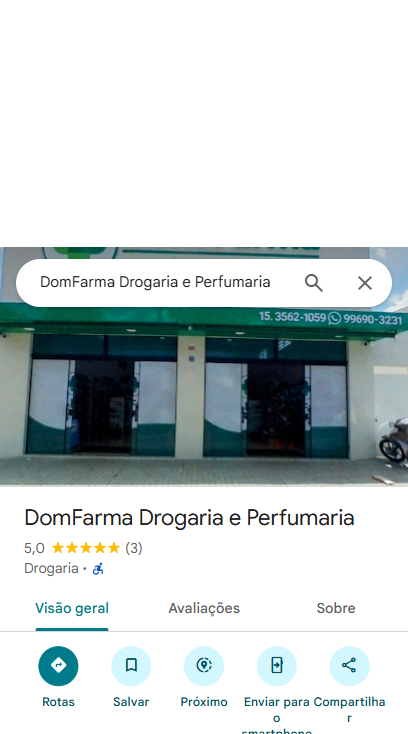 DomFarma Drogaria e Perfumaria
15. 3562-1059 99690-3231
DomFarma Drogaria e Perfumaria
5,0 (3)
Drogaria ·
Visão geral Avaliações Sobre
Rotas Salvar Próximo Enviar para Compartilha
o r
smartphone